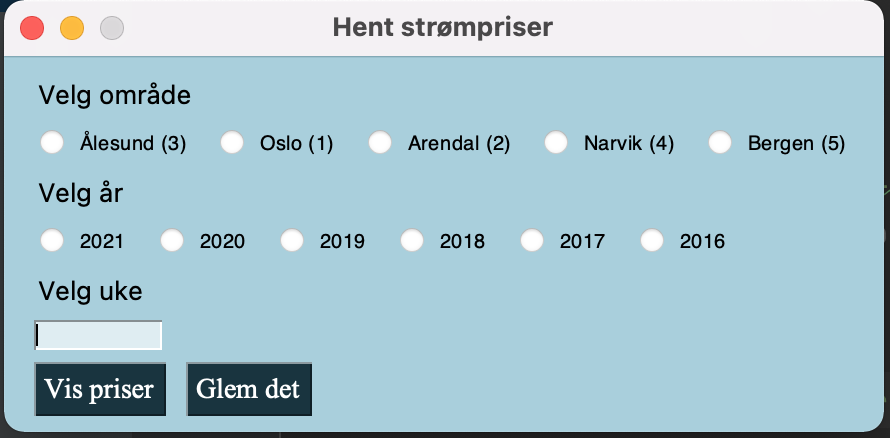 Hent strømpriser
Velg område
Ålesund (3) Oslo (1) Arendal (2) Narvik (4) Bergen (5)
Velg år
2021 2020 2019 2018 2017 2016
Velg uke
Vis priser Glem det